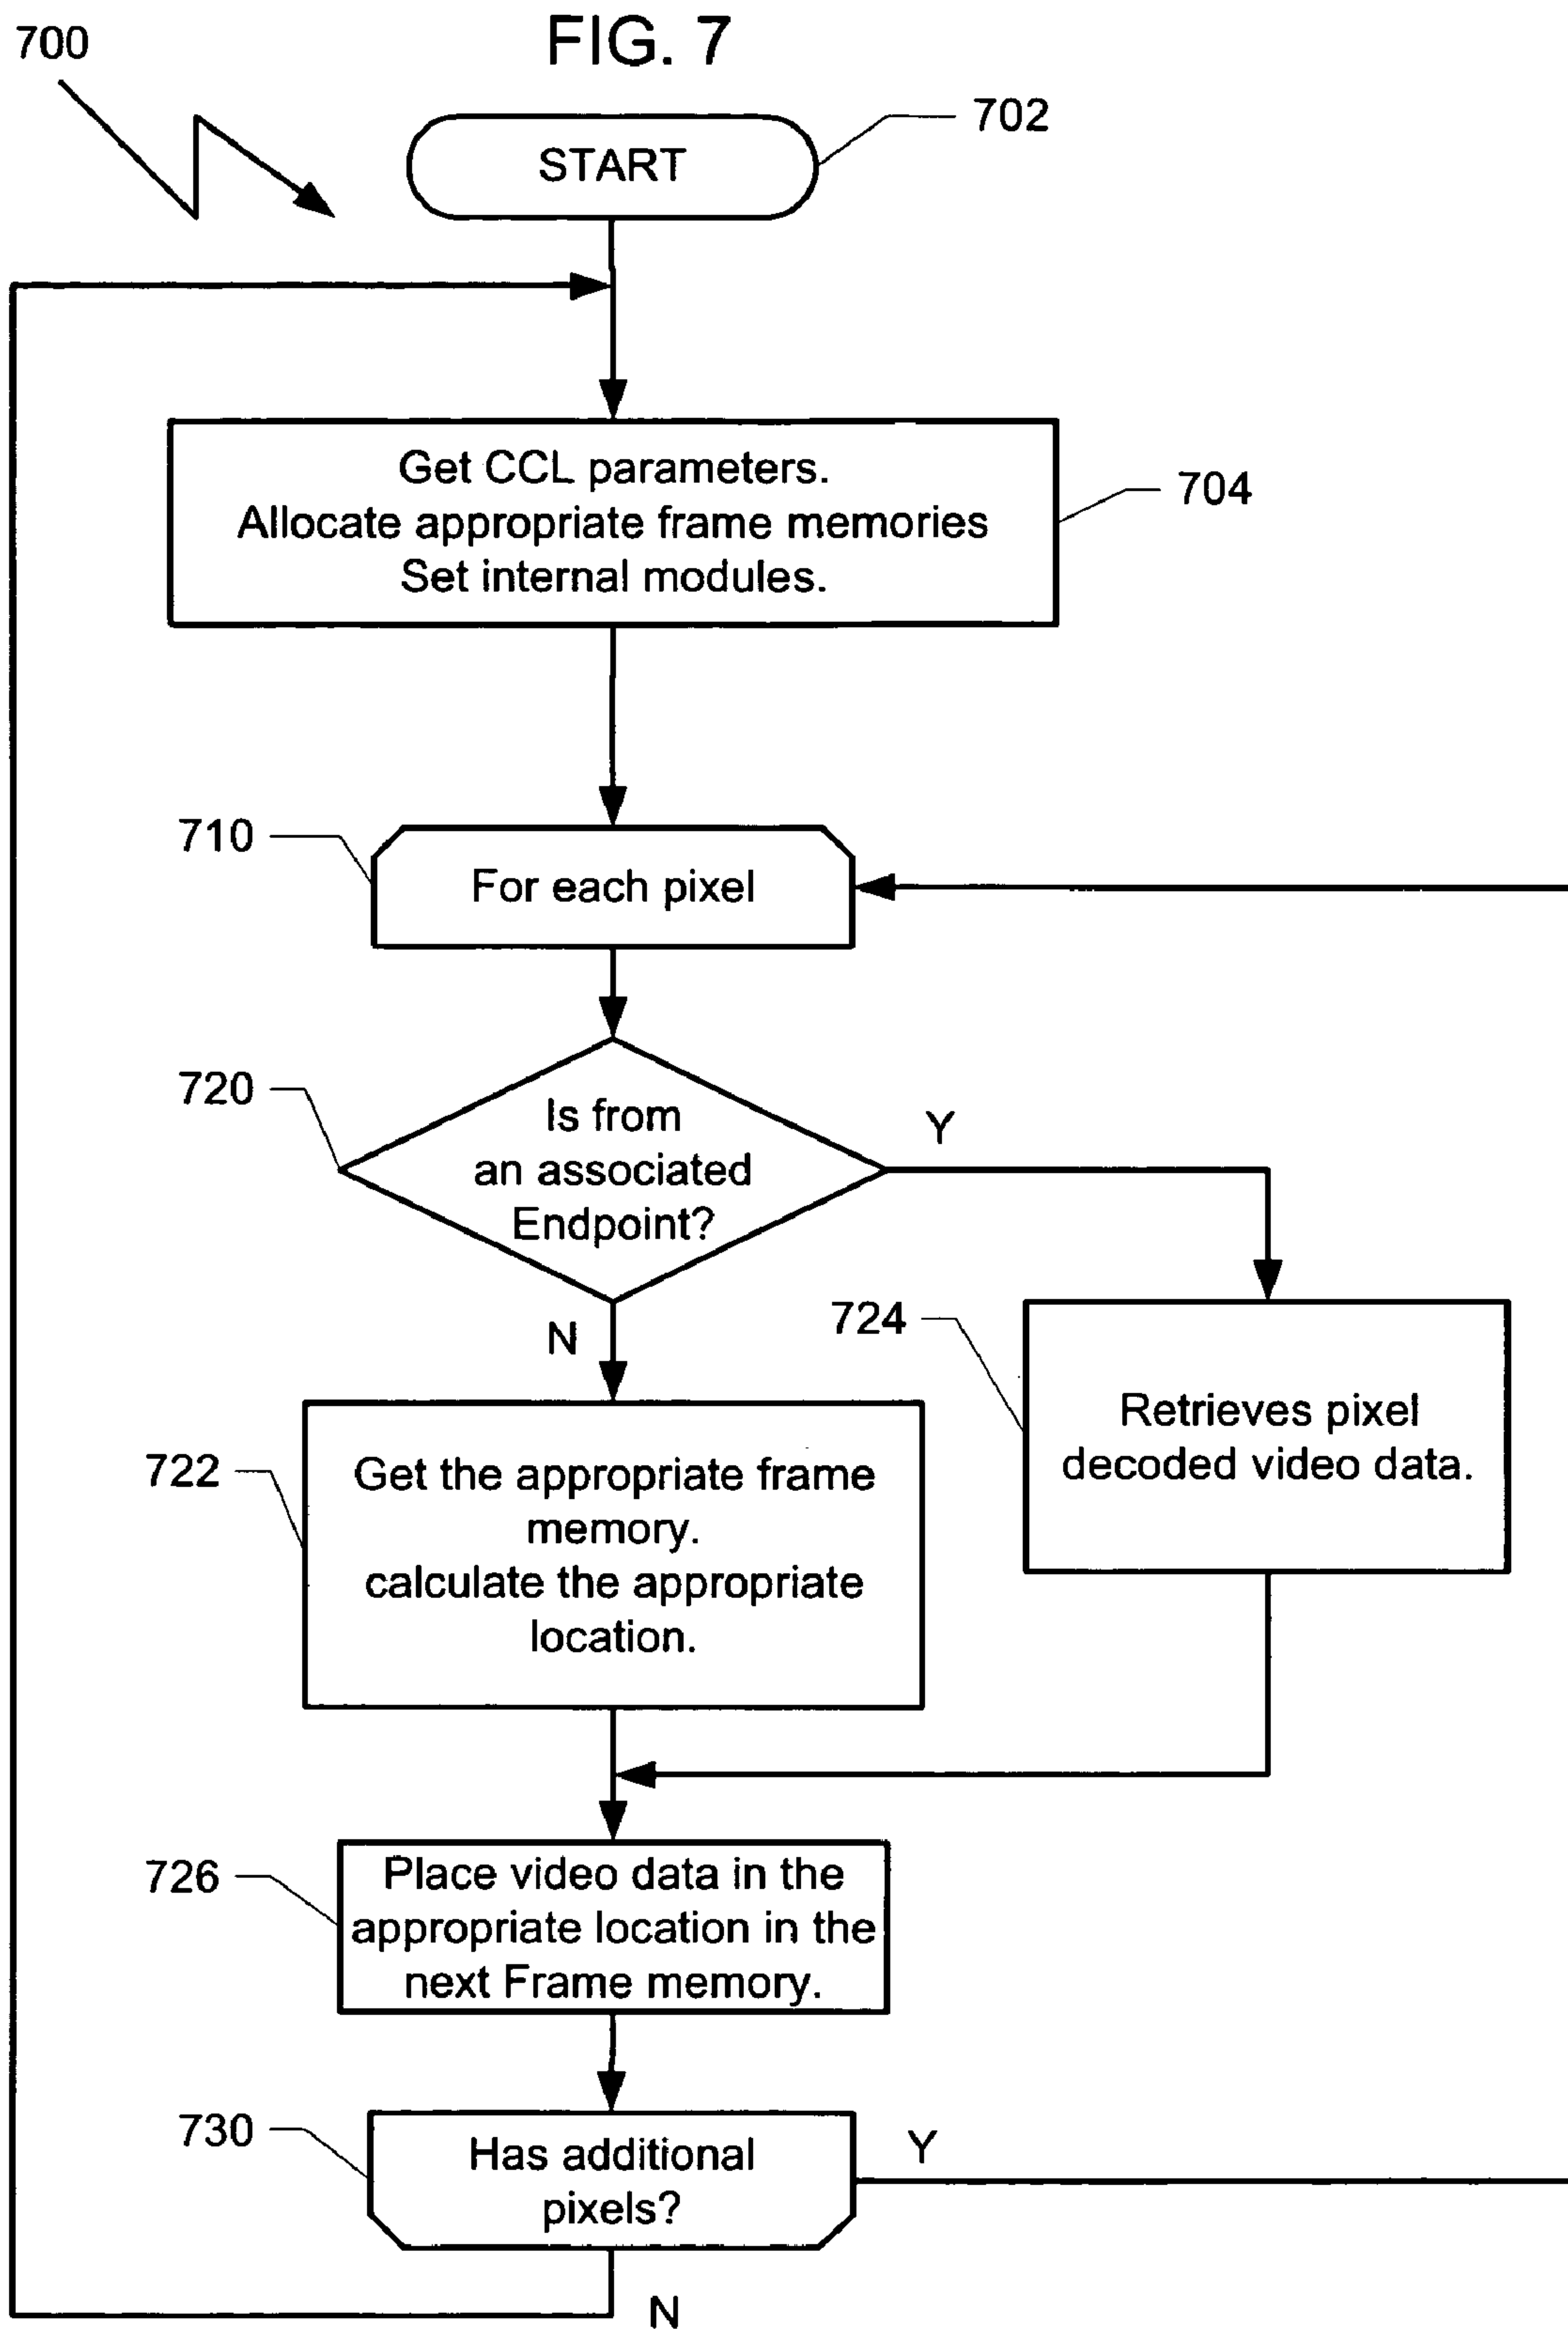 FIG. 7
700
702
START
Get CCL parameters.
Allocate appropriate frame memories
Set internal modules.
704
710
For each pixel
720
Is from
an associated
Endpoint?
Y
N
724
Retrieves pixel
decoded video data.
722
Get the appropriate frame
memory.
calculate the appropriate
location.
726
Place video data in the
appropriate location in the
next Frame memory.
730
Has additional
pixels?
Y
N